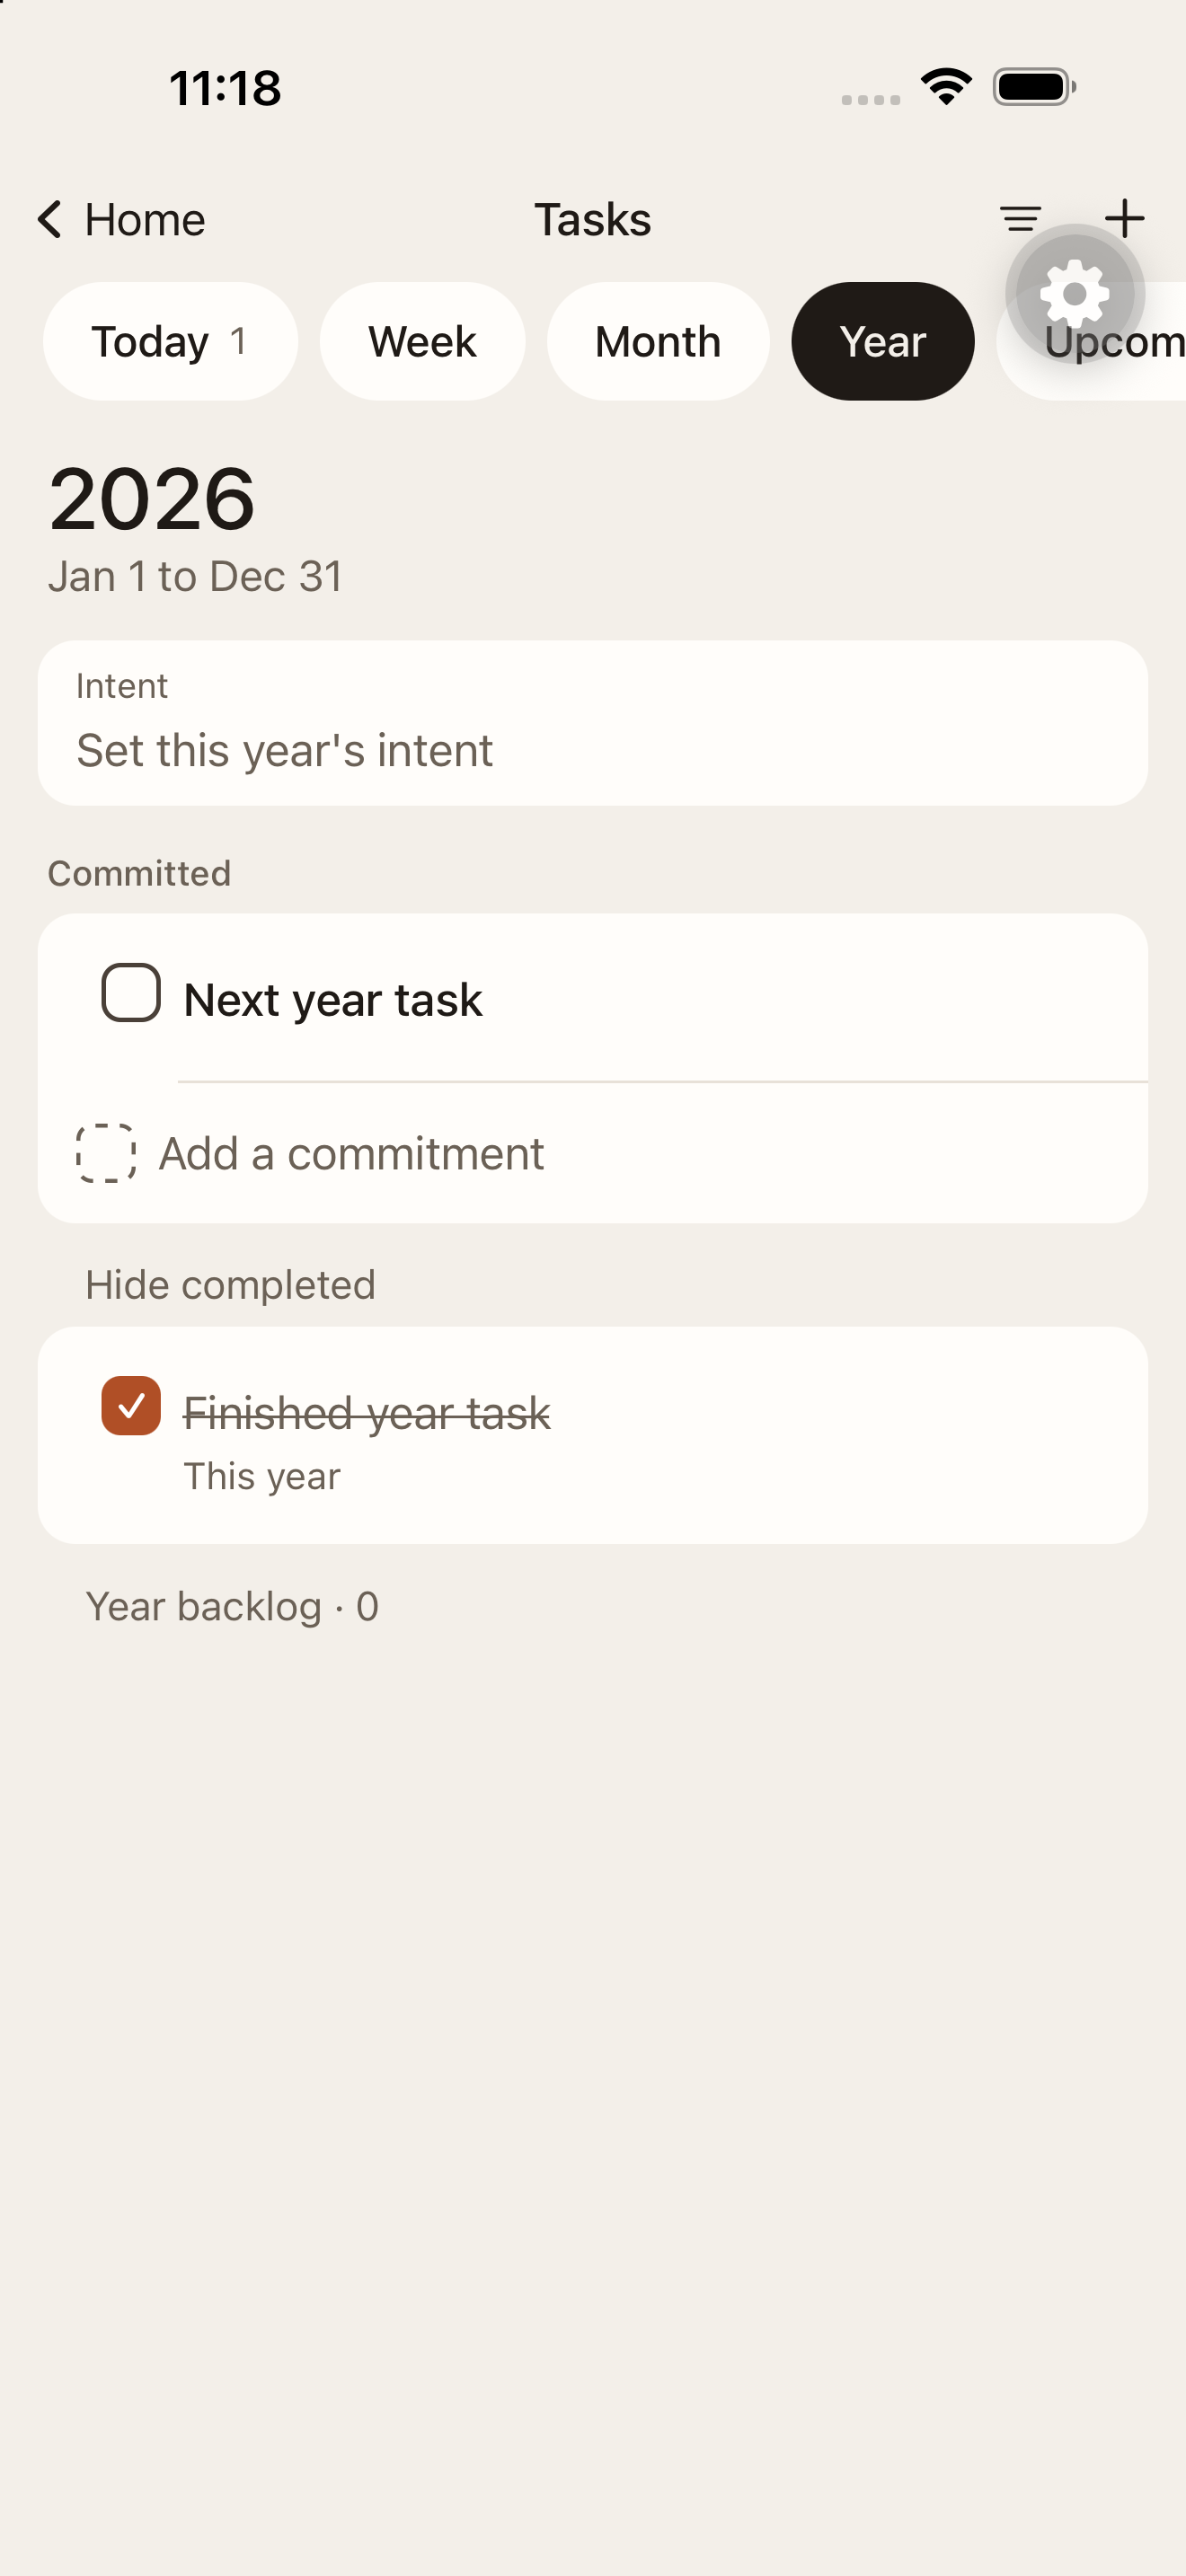 11:18
Home
Tasks
Today 1
Week
Month
Year
Upcom
2026
Jan 1 to Dec 31
Intent
Set this year's intent
Committed
Next year task
Add a commitment
Hide completed
Finished year task
This year
Year backlog · 0